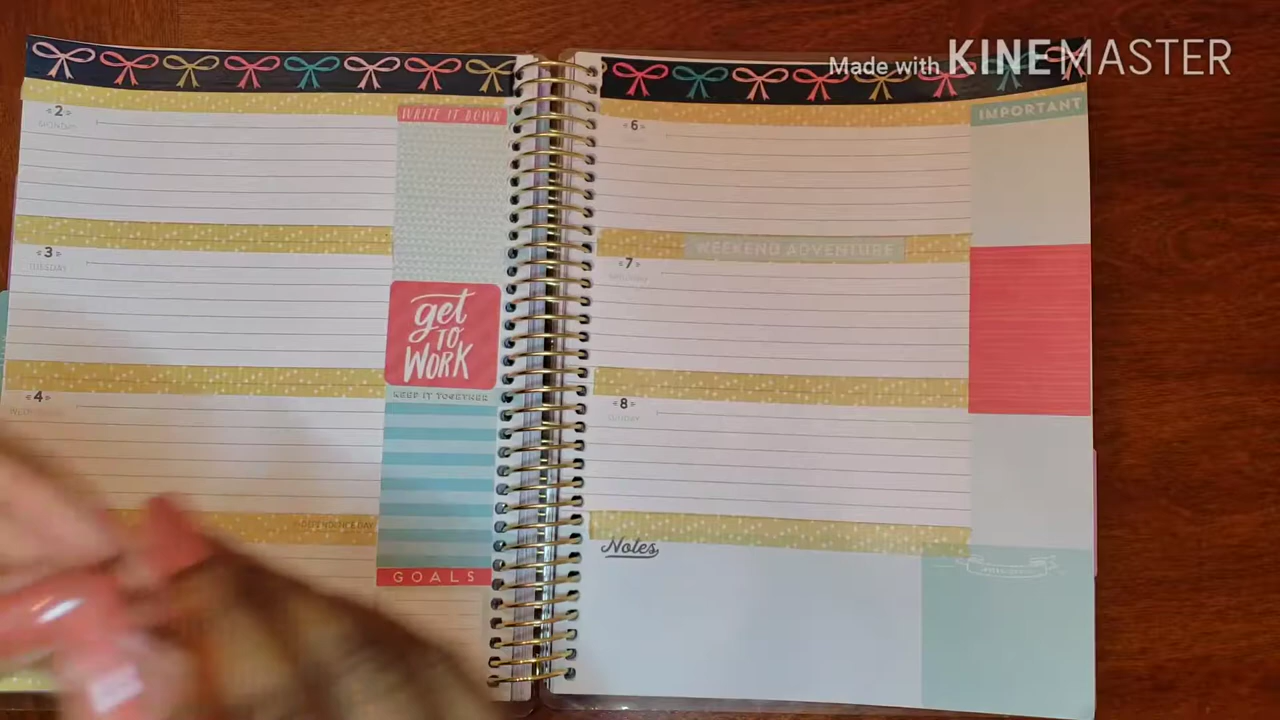 Made with KINEMASTER
2
MONDAY
WRITE IT DOWN
3
TUESDAY
get
TO
WORK
KEEP IT TOGETHER
4
INDEPENDENCE DAY
GOALS
6
IMPORTANT
WEEKEND ADVENTURE
7
SATURDAY
8
SUNDAY
Notes